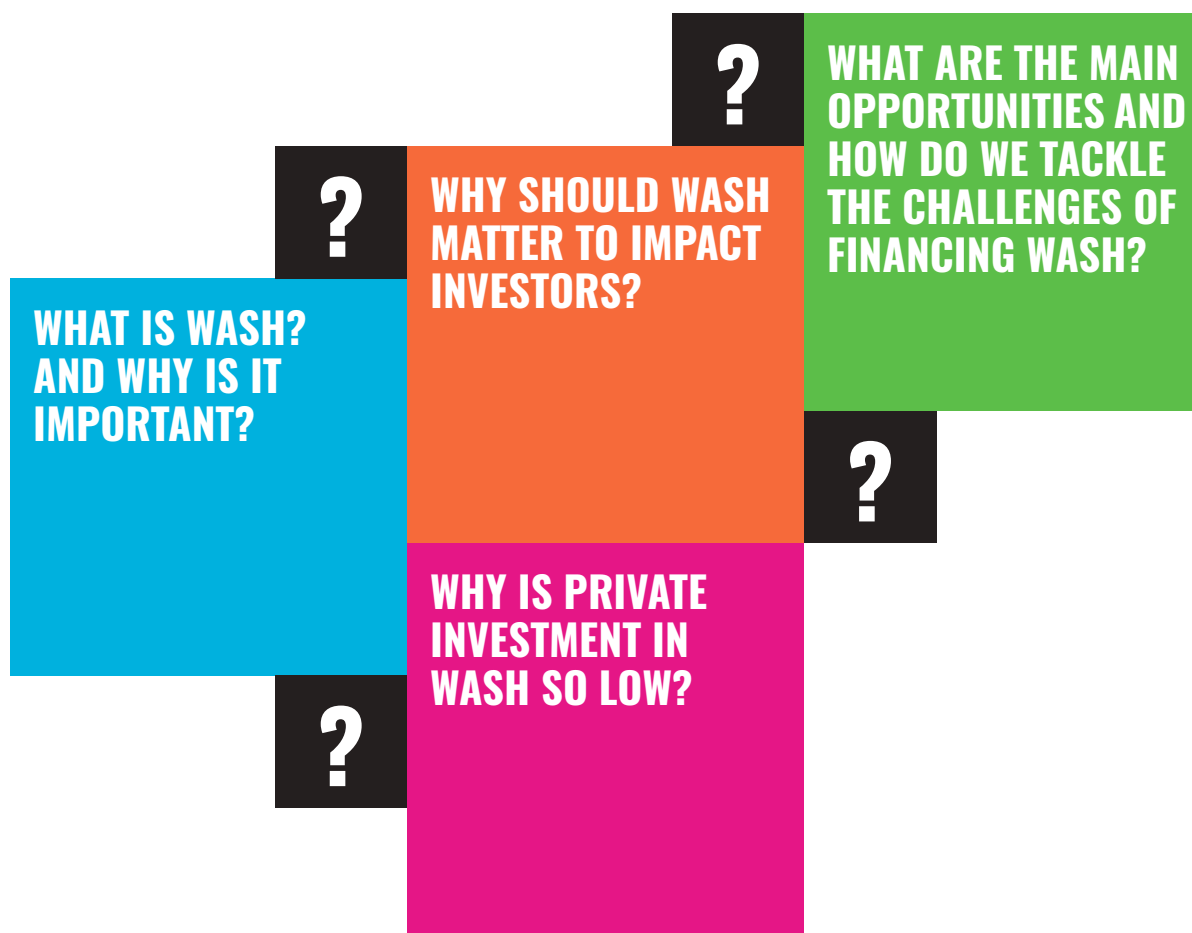 ?
WHAT ARE THE MAIN
OPPORTUNITIES AND
HOW DO WE TACKLE
THE CHALLENGES OF
FINANCING WASH?
?
WHY SHOULD WASH
MATTER TO IMPACT
INVESTORS?
WHAT IS WASH?
AND WHY IS IT
IMPORTANT?
?
WHY IS PRIVATE
INVESTMENT IN
WASH SO LOW?
?